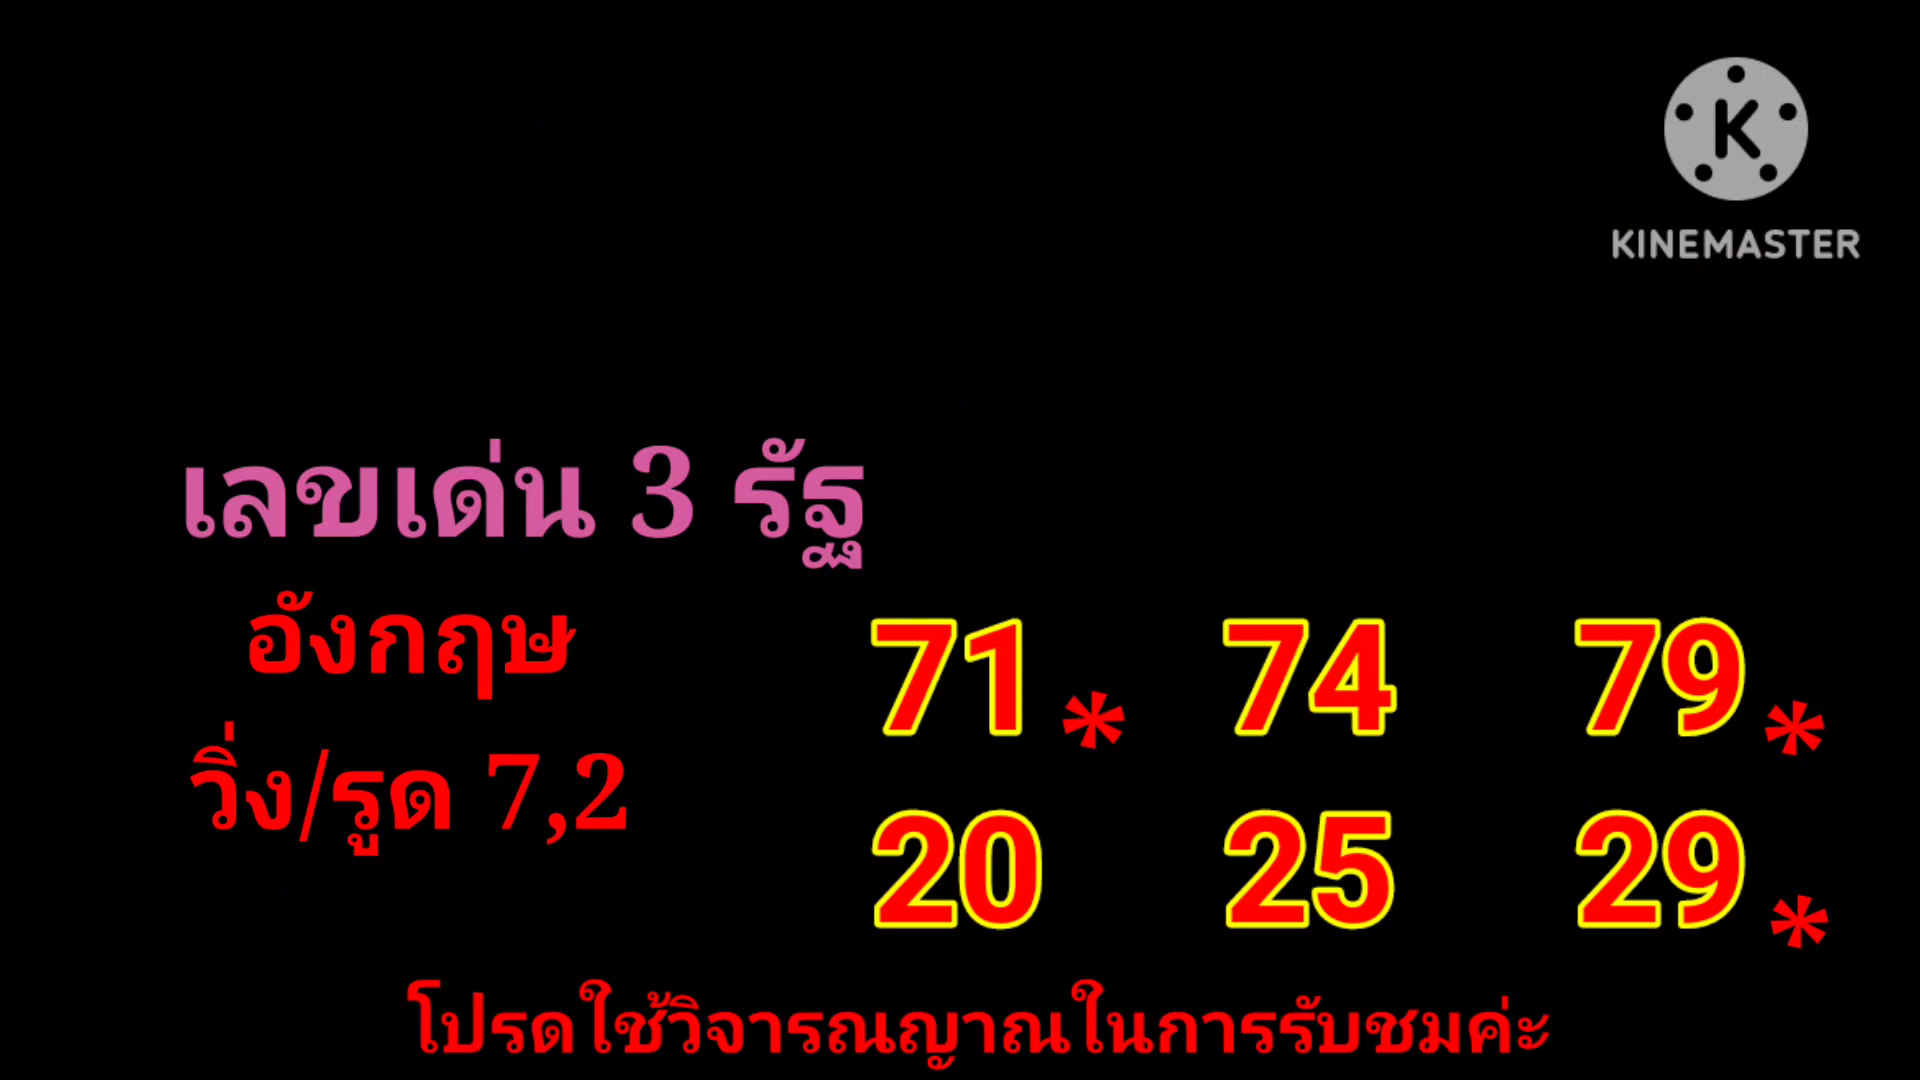 K
KINEMASTER
เลขเด่น 3 รัฐ
อังกฤษ
71* 74 79*
วิ่ง/รูด 7,2
20 25 29*
โปรดใช้วิจารณญาณในการรับชมค่ะ